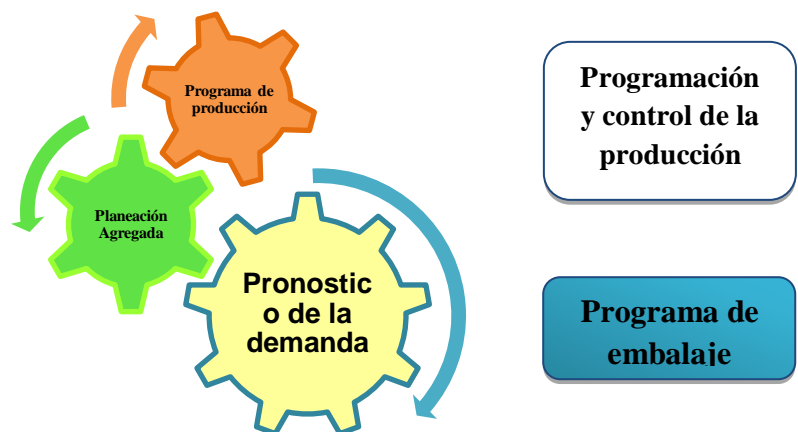 Programa de
producción
Planeación
Agregada
Pronostic
o de la
demanda
Programación
y control de la
producción
Programa de
embalaje